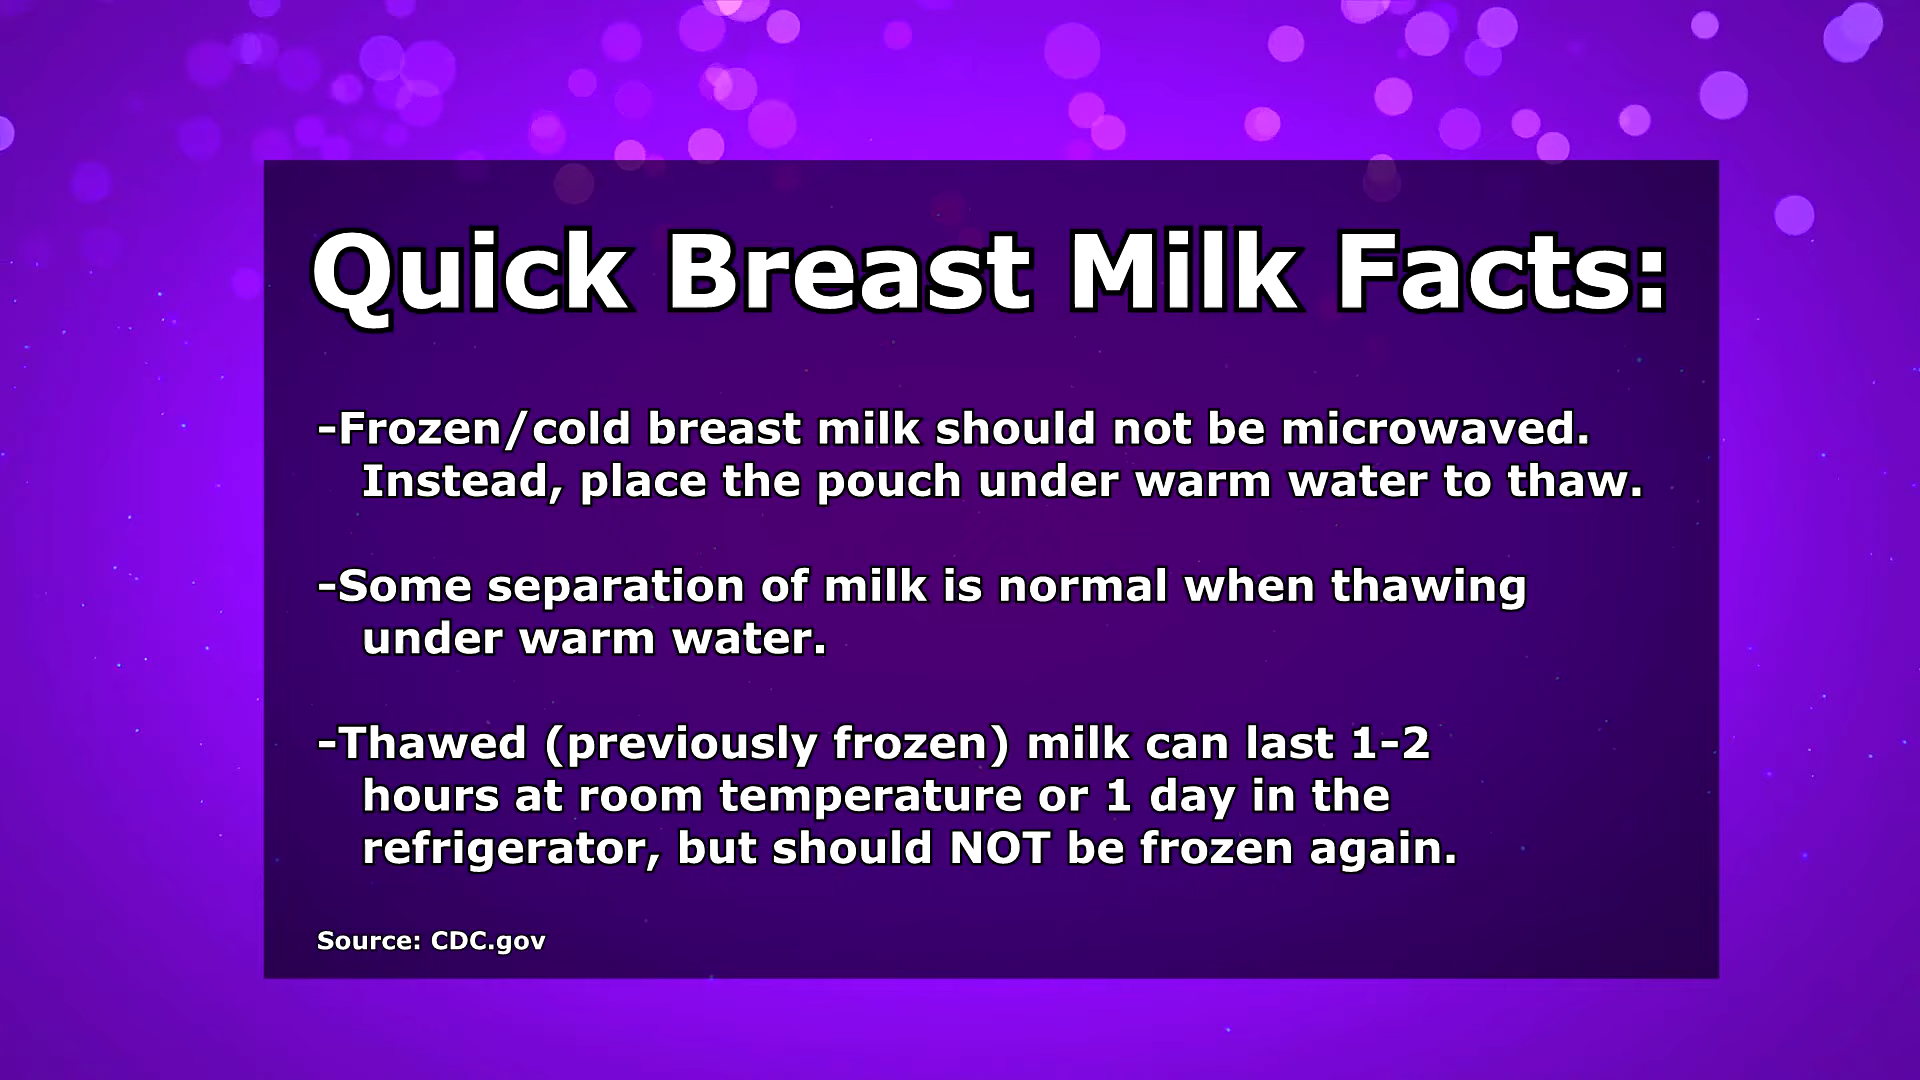 Quick Breast Milk Facts:
-Frozen/cold breast milk should not be microwaved.
Instead, place the pouch under warm water to thaw.
-Some separation of milk is normal when thawing
under warm water.
-Thawed (previously frozen) milk can last 1-2
hours at room temperature or 1 day in the
refrigerator, but should NOT be frozen again.
Source: CDC.gov